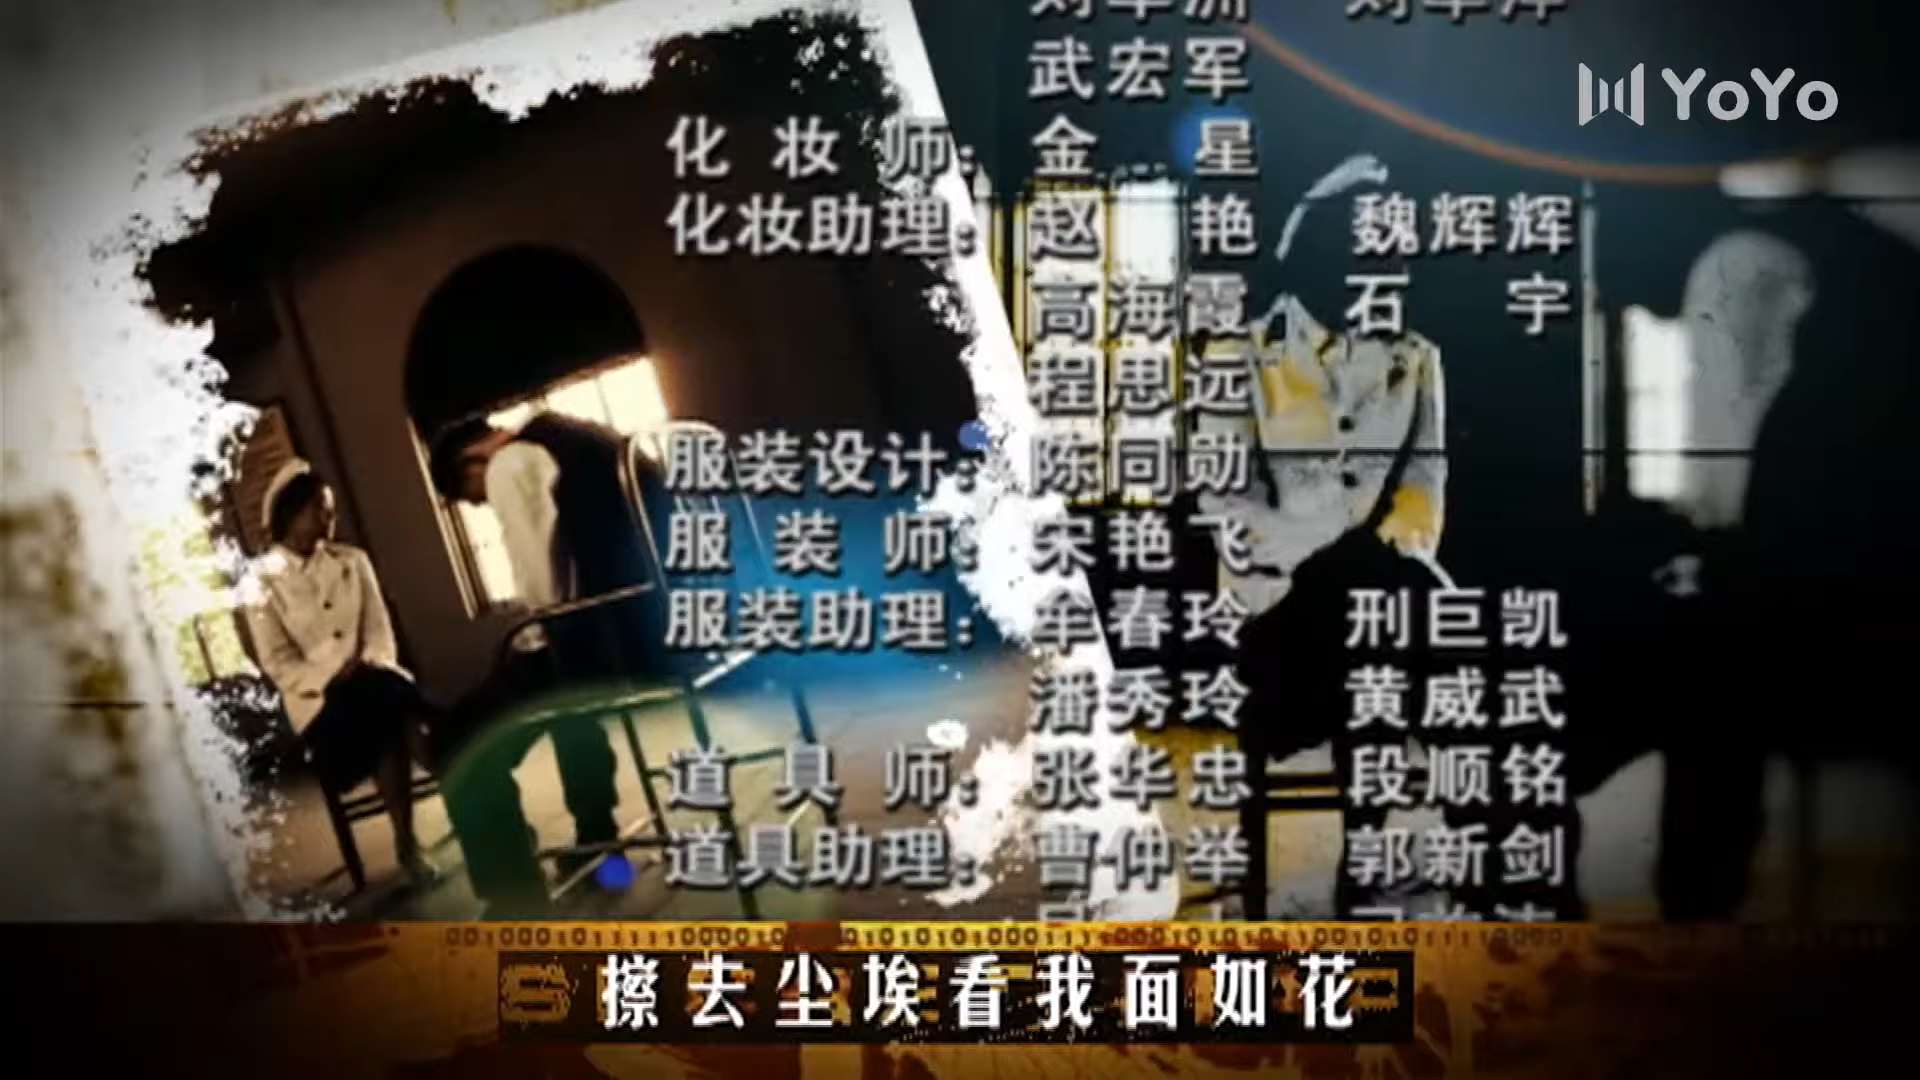 武宏军
YoYo
化妆师：金星
化妆助理：赵艳 魏辉辉
高海霞 石宇
程思远
服装设计：陈同勋
服装师：宋艳飞
服装助理：牟春玲 刑巨凯
潘秀玲 黄威武
道具师：张华忠 段顺铭
道具助理：曹仲举 郭新剑
擦去尘埃看我面如花